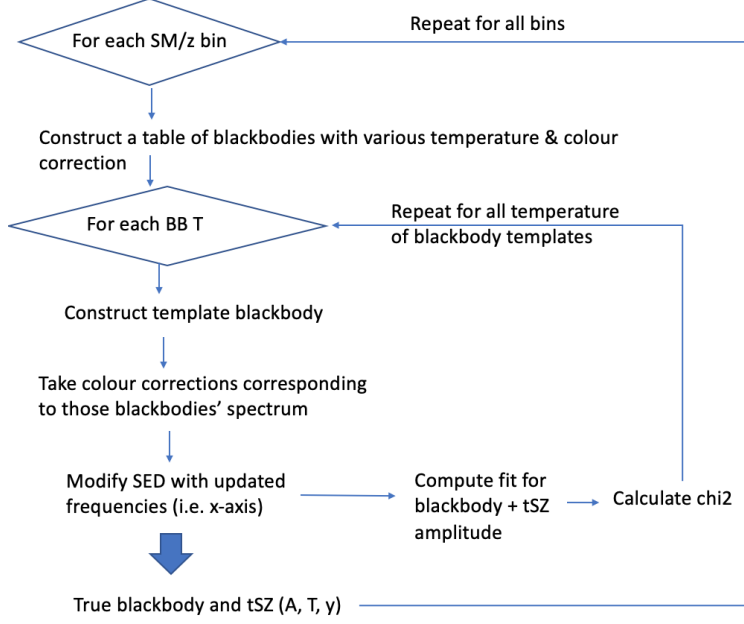 Repeat for all bins
For each SM/z bin
Construct a table of blackbodies with various temperature & colour
correction
Repeat for all temperature
of blackbody templates
For each BB T
Construct template blackbody
Take colour corrections corresponding
to those blackbodies’ spectrum
Modify SED with updated
frequencies (i.e. x-axis)
Compute fit for
blackbody + tSZ
amplitude
Calculate chi2
True blackbody and tSZ (A, T, y)